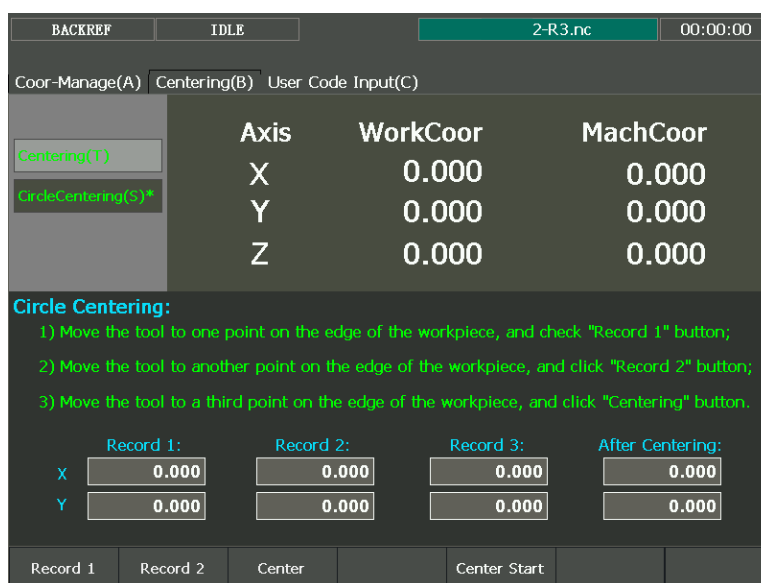 BACKREF IDLE 2-R3.nc 00:00:00
Coor-Manage(A) Centering(B) User Code Input(C)
Axis WorkCoor MachCoor
Centering(T)
X 0.000 0.000
CircleCentering(S)*
Y 0.000 0.000
Z 0.000 0.000
Circle Centering:
1) Move the tool to one point on the edge of the workpiece, and check "Record 1" button;
2) Move the tool to another point on the edge of the workpiece, and click "Record 2" button;
3) Move the tool to a third point on the edge of the workpiece, and click "Centering" button.
Record 1: Record 2: Record 3: After Centering:
X 0.000 0.000 0.000 0.000
Y 0.000 0.000 0.000 0.000
Record 1 Record 2 Center Center Start